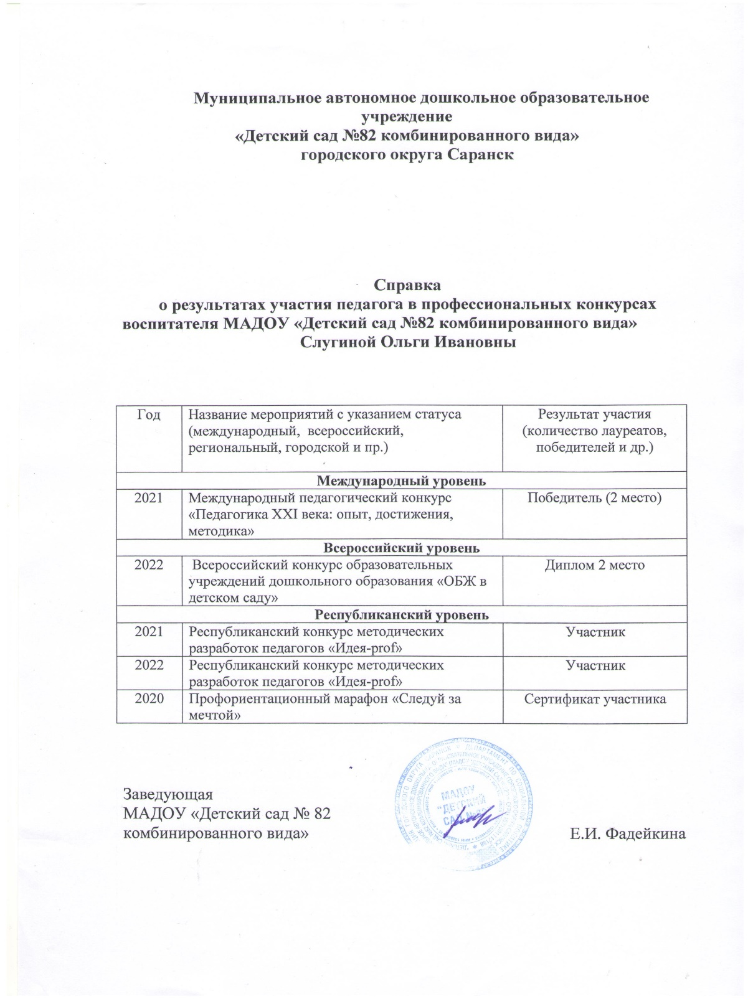 Муниципальное автономное дошкольное образовательное
учреждение
«Детский сад №82 комбинированного вида»
городского округа Саранск
Справка
о результатах участия педагога в профессиональных конкурсах
воспитателя МАДОУ «Детский сад №82 комбинированного вида»
Слугиной Ольги Ивановны
Год
Название мероприятий с указанием статуса
(международный, всероссийский,
региональный, городской и пр.)
Результат участия
(количество лауреатов,
победителей и др.)
Международный уровень
2021
Международный педагогический конкурс
«Педагогика XXI века: опыт, достижения,
методика»
Победитель (2 место)
Всероссийский уровень
2022
Всероссийский конкурс образовательных
учреждений дошкольного образования «ОБЖ в
детском саду»
Диплом 2 место
Республиканский уровень
2021
Республиканский конкурс методических
разработок педагогов «Идея-prof»
Участник
2022
Республиканский конкурс методических
разработок педагогов «Идея-prof»
Участник
2020
Профориентационный марафон «Следуй за
мечтой»
Сертификат участника
Заведующая
МАДОУ «Детский сад № 82
комбинированного вида»
Е.И. Фадейкина
МАДОУ
"ДЕТСКИЙ
САД